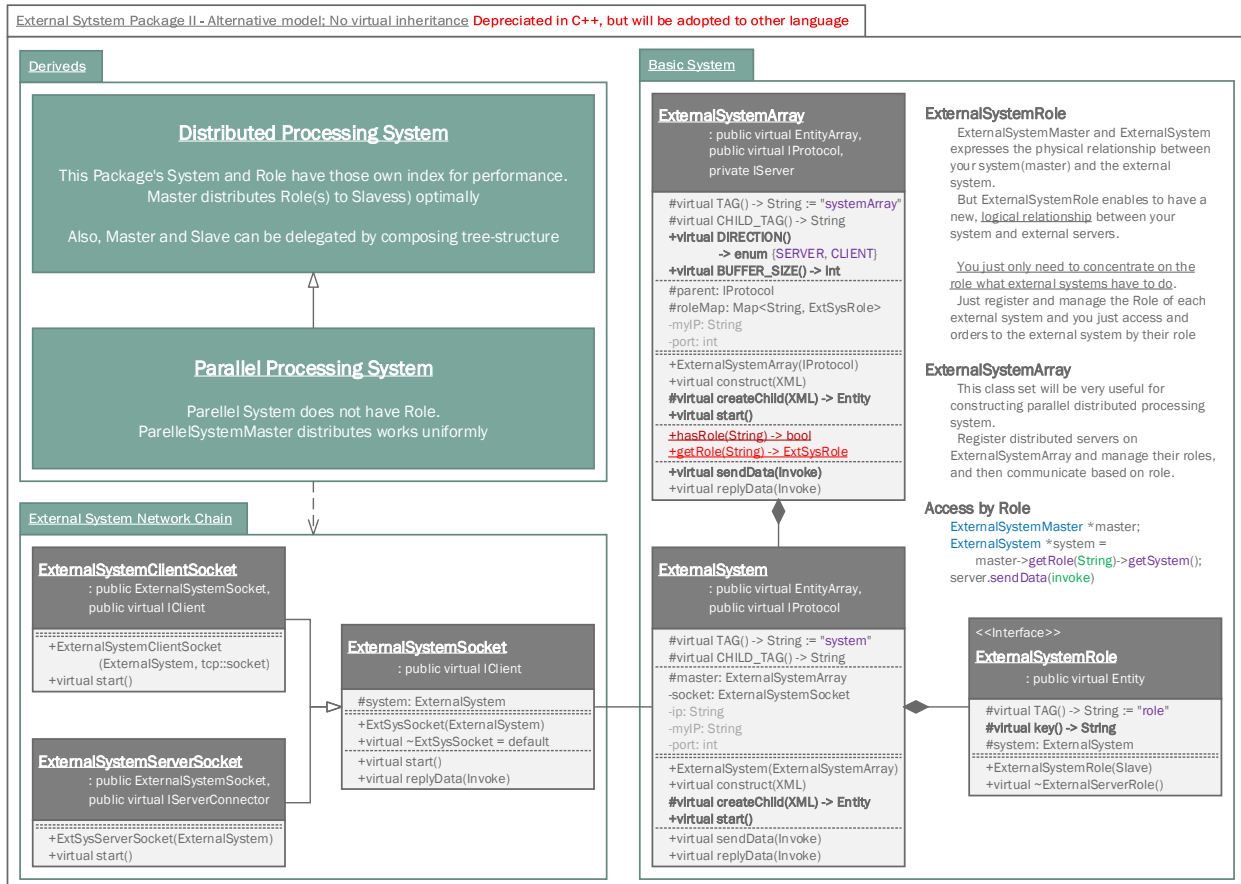 External System Package II - Alternative model; No virtual inheritance Depreciated in C++, but will be adopted to other language
Deriveds
Distributed Processing System
This Package's System and Role have those own index for performance.
Master distributes Role(s) to Slavess) optimally
Also, Master and Slave can be delegated by composing tree-structure
Parallel Processing System
Parellel System does not have Role.
ParellelSystemMaster distributes works uniformly
External System Network Chain
ExternalSystemClientSocket
: public ExternalSystemSocket,
public virtual IClient
+ExternalSystemClientSocket
(ExternalSystem, tcp::socket)
+virtual start()
ExternalSystemServerSocket
: public ExternalSystemSocket,
public virtual IServerConnector
+ExtSysServerSocket(ExternalSystem)
+virtual start()
ExternalSystemSocket
: public virtual IClient
#system: ExternalSystem
+ExtSysSocket(ExternalSystem)
+virtual ~ExtSysSocket = default
+virtual start()
+virtual replyData(Invoke)
Basic System
ExternalSystemArray
: public virtual EntityArray,
public virtual IProtocol,
private IServer
#virtual TAG() -> String := "systemArray"
#virtual CHILD_TAG() -> String
+virtual DIRECTION()
-> enum {SERVER, CLIENT}
+virtual BUFFER_SIZE() -> int
#parent: IProtocol
#roleMap: Map<String, ExtSysRole>
-myIP: String
-port: int
+ExternalSystemArray(IProtocol)
+virtual construct(XML)
#virtual createChild(XML) -> Entity
+virtual start()
+hasRole(String) -> bool
+getRole(String) -> ExtSysRole
+virtual sendData(Invoke)
+virtual replyData(Invoke)
ExternalSystem
: public virtual EntityArray,
public virtual IProtocol
#virtual TAG() -> String := "system"
#virtual CHILD_TAG() -> String
#master: ExternalSystemArray
-socket: ExternalSystemSocket
-ip: String
-myIP: String
-port: int
+ExternalSystem(ExternalSystemArray)
+virtual construct(XML)
#virtual createChild(XML) -> Entity
+virtual start()
+virtual sendData(Invoke)
+virtual replyData(Invoke)
ExternalSystemRole
ExternalSystemMaster and ExternalSystem
expresses the physical relationship between
your system(master) and the external
system.
But ExternalSystemRole enables to have a
new, logical relationship between your
system and external servers.
You just only need to concentrate on the
role what external systems have to do.
Just register and manage the Role of each
external system and you just access and
orders to the external system by their role
ExternalSystemArray
This class set will be very useful for
constructing parallel distributed processing
system.
Register distributed servers on
ExternalSystemArray and manage their roles,
and then communicate based on role.
Access by Role
ExternalSystemMaster *master;
ExternalSystem *system =
master->getRole(String)->getSystem();
server.sendData(invoke)
<<Interface>>
ExternalSystemRole
: public virtual Entity
#virtual TAG() -> String := "role"
#virtual key() -> String
#system: ExternalSystem
+ExternalSystemRole(Slave)
+virtual ~ExternalServerRole()